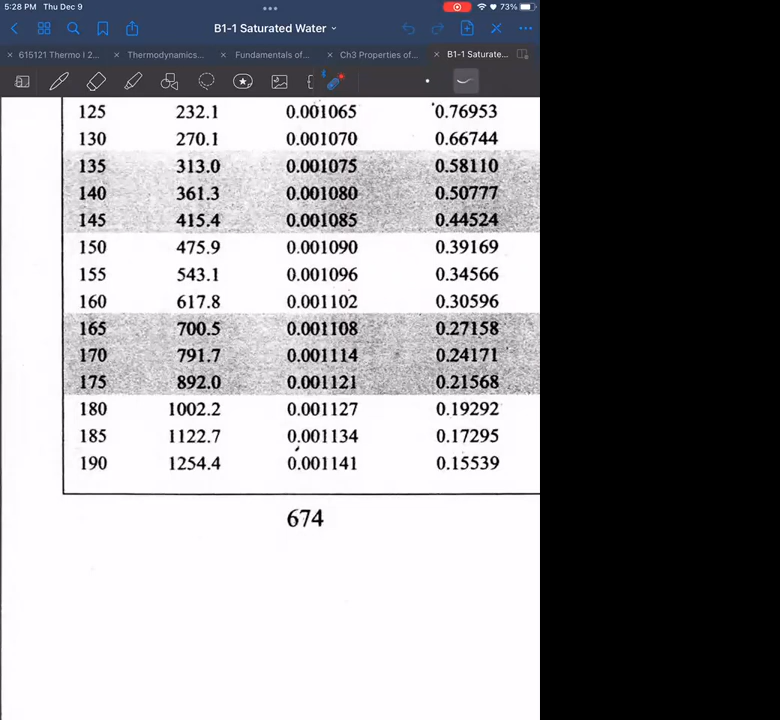 5:28 PM Thu Dec 9
73%
B1-1 Saturated Water
615121 Thermo I 2...
Thermodynamics...
Fundamentals of...
Ch3 Properties of...
B1-1 Saturate...
125 232.1 0.001065 0.76953
130 270.1 0.001070 0.66744
135 313.0 0.001075 0.58110
140 361.3 0.001080 0.50777
145 415.4 0.001085 0.44524
150 475.9 0.001090 0.39169
155 543.1 0.001096 0.34566
160 617.8 0.001102 0.30596
165 700.5 0.001108 0.27158
170 791.7 0.001114 0.24171
175 892.0 0.001121 0.21568
180 1002.2 0.001127 0.19292
185 1122.7 0.001134 0.17295
190 1254.4 0.001141 0.15539
674